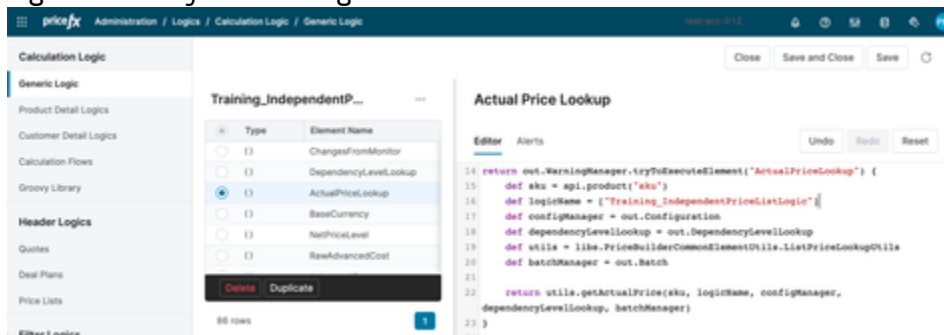 pricefx Administration / Logics / Calculation Logic / Generic Logic
Calculation Logic
Close Save and Close Save
Generic Logic
Product Detail Logics
Customer Detail Logics
Calculation Flows
Groovy Library
Header Logics
Quotes
Deal Plans
Price Lists
Training_IndependentP... ...
Type Element Name
{} ChangesFromMonitor
{} DependencyLevelLookup
{} ActualPriceLookup
{} BaseCurrency
{} NetPriceLevel
{} RawAdvancedCost
Delete Duplicate
86 rows 1
Actual Price Lookup
Editor Alerts Undo Redo Reset
14 return out.WarningManager.tryToExecuteElement("ActualPriceLookup") {
15 def sku = api.product("sku")
16 def logicName = ["Training_IndependentPriceListLogic"]
17 def configManager = out.Configuration
18 def dependencyLevelLookup = out.DependencyLevelLookup
19 def utils = libs.PriceBuilderCommonElementUtils.ListPriceLookupUtils
20 def batchManager = out.Batch
21
22 return utils.getActualPrice(sku, logicName, configManager,
dependencyLevelLookup, batchManager)
23 }